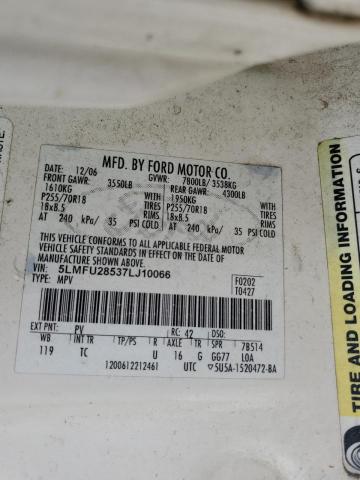 MFD. BY FORD MOTOR CO.
12/06 GVWR: 7800LB/ 3538KG
FRONT GAWR: 3550LB REAR GAWR: 4300LB
1610KG 1950KG
P255/70R18 TIRES P255/70R18 TIRES
18x8.5 RIMS 18x8.5 RIMS
AT 240 kPa/ 35 PSI COLD AT 240 kPa/ 35 PSI COLD
THIS VEHICLE CONFORMS TO ALL APPLICABLE FEDERAL MOTOR
VEHICLE SAFETY STANDARDS IN EFFECT ON THE DATE OF
MANUFACTURE SHOWN ABOVE.
VIN: 5LMFU28537LJ10066 F0202
TYPE: MPV T0427
EXT PNT: PV RC: 42 DSO:
WB INT TR TP/PS R AXLE TR SPR 7B514
119 TC U 16 G GG77 LOA
1200612212461 UTC 5U5A-1520472-BA
TIRE AND LOADING INFORMATION